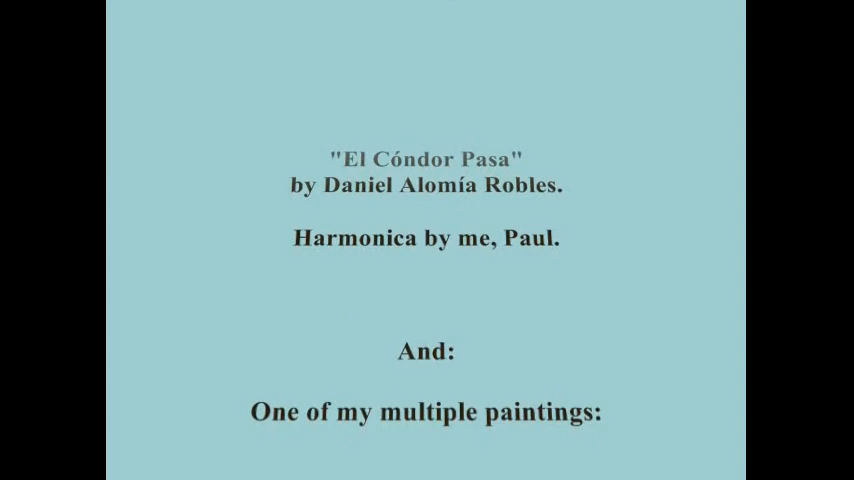 "El Cóndor Pasa"
by Daniel Alomía Robles.
Harmonica by me, Paul.
And:
One of my multiple paintings: